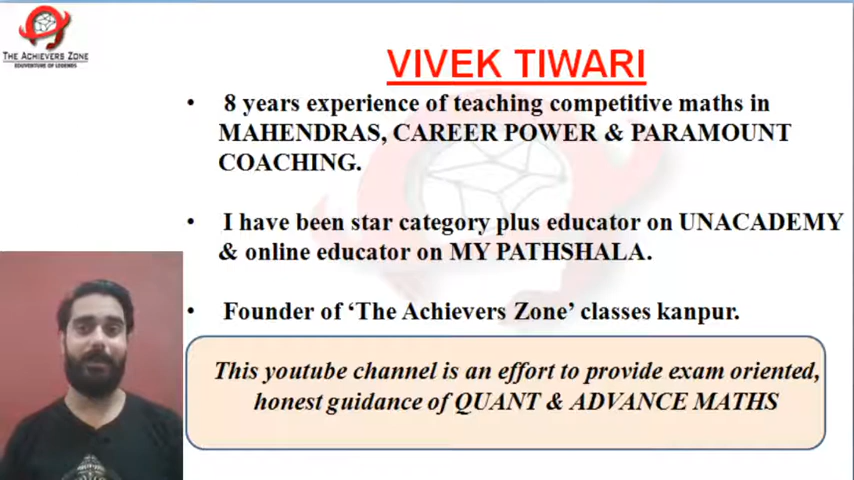 THE ACHIEVERS ZONE
EDUVENTURE OF LEGENDS
VIVEK TIWARI
• 8 years experience of teaching competitive maths in
MAHENDRAS, CAREER POWER & PARAMOUNT
COACHING.
• I have been star category plus educator on UNACADEMY
& online educator on MY PATHSHALA.
• Founder of ‘The Achievers Zone’ classes kanpur.
This youtube channel is an effort to provide exam oriented,
honest guidance of QUANT & ADVANCE MATHS